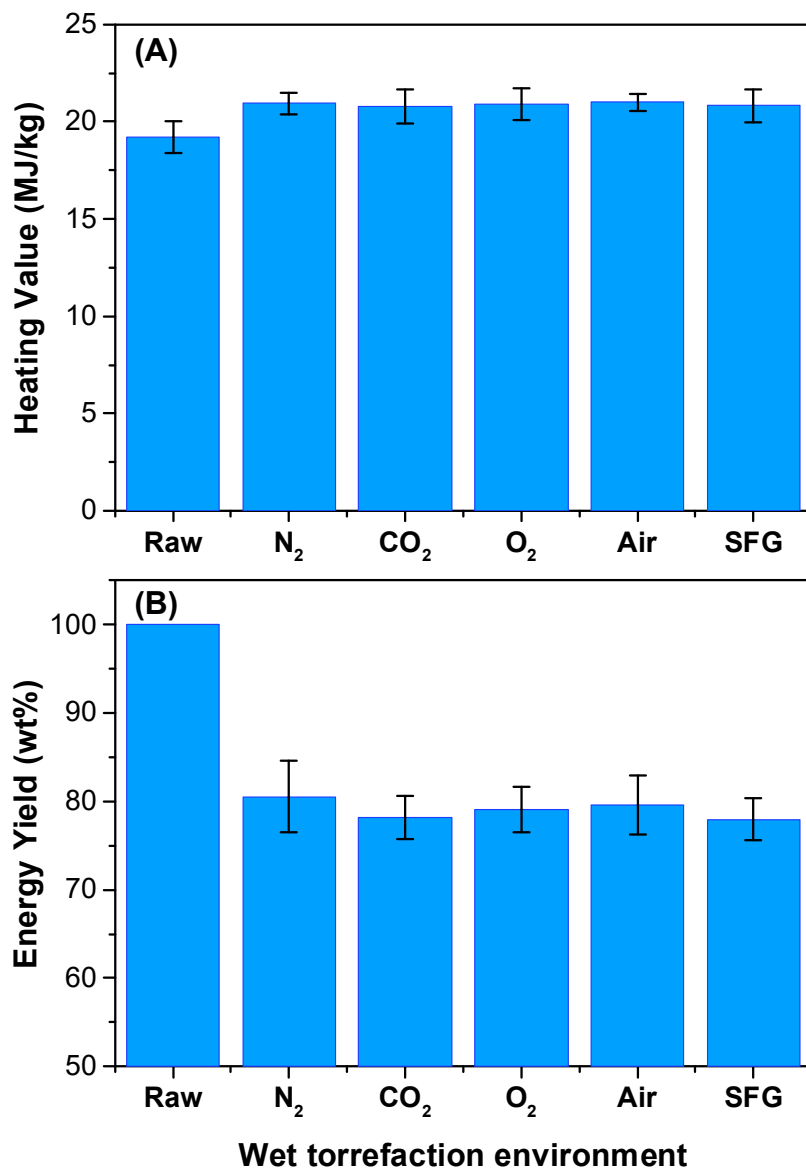 (A)
Heating Value (MJ/kg)
25
20
15
10
5
0
Raw N₂ CO₂ O₂ Air SFG
(B)
Energy Yield (wt%)
100
90
80
70
60
50
Raw N₂ CO₂ O₂ Air SFG
Wet torrefaction environment